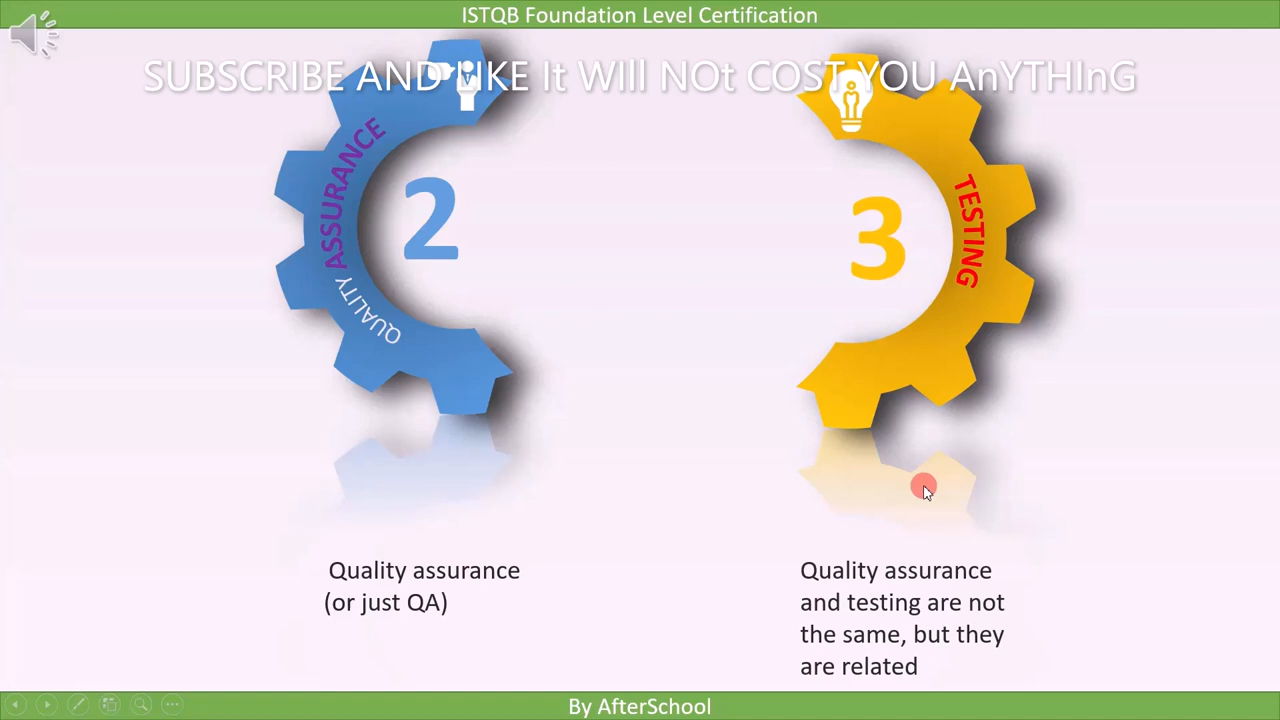 ISTQB Foundation Level Certification
SUBSCRIBE AND LIKE It WIll NOt COST YOU AnYTHInG
QUALITY ASSURANCE
2
3
TESTING
Quality assurance
(or just QA)
Quality assurance
and testing are not
the same, but they
are related
By AfterSchool